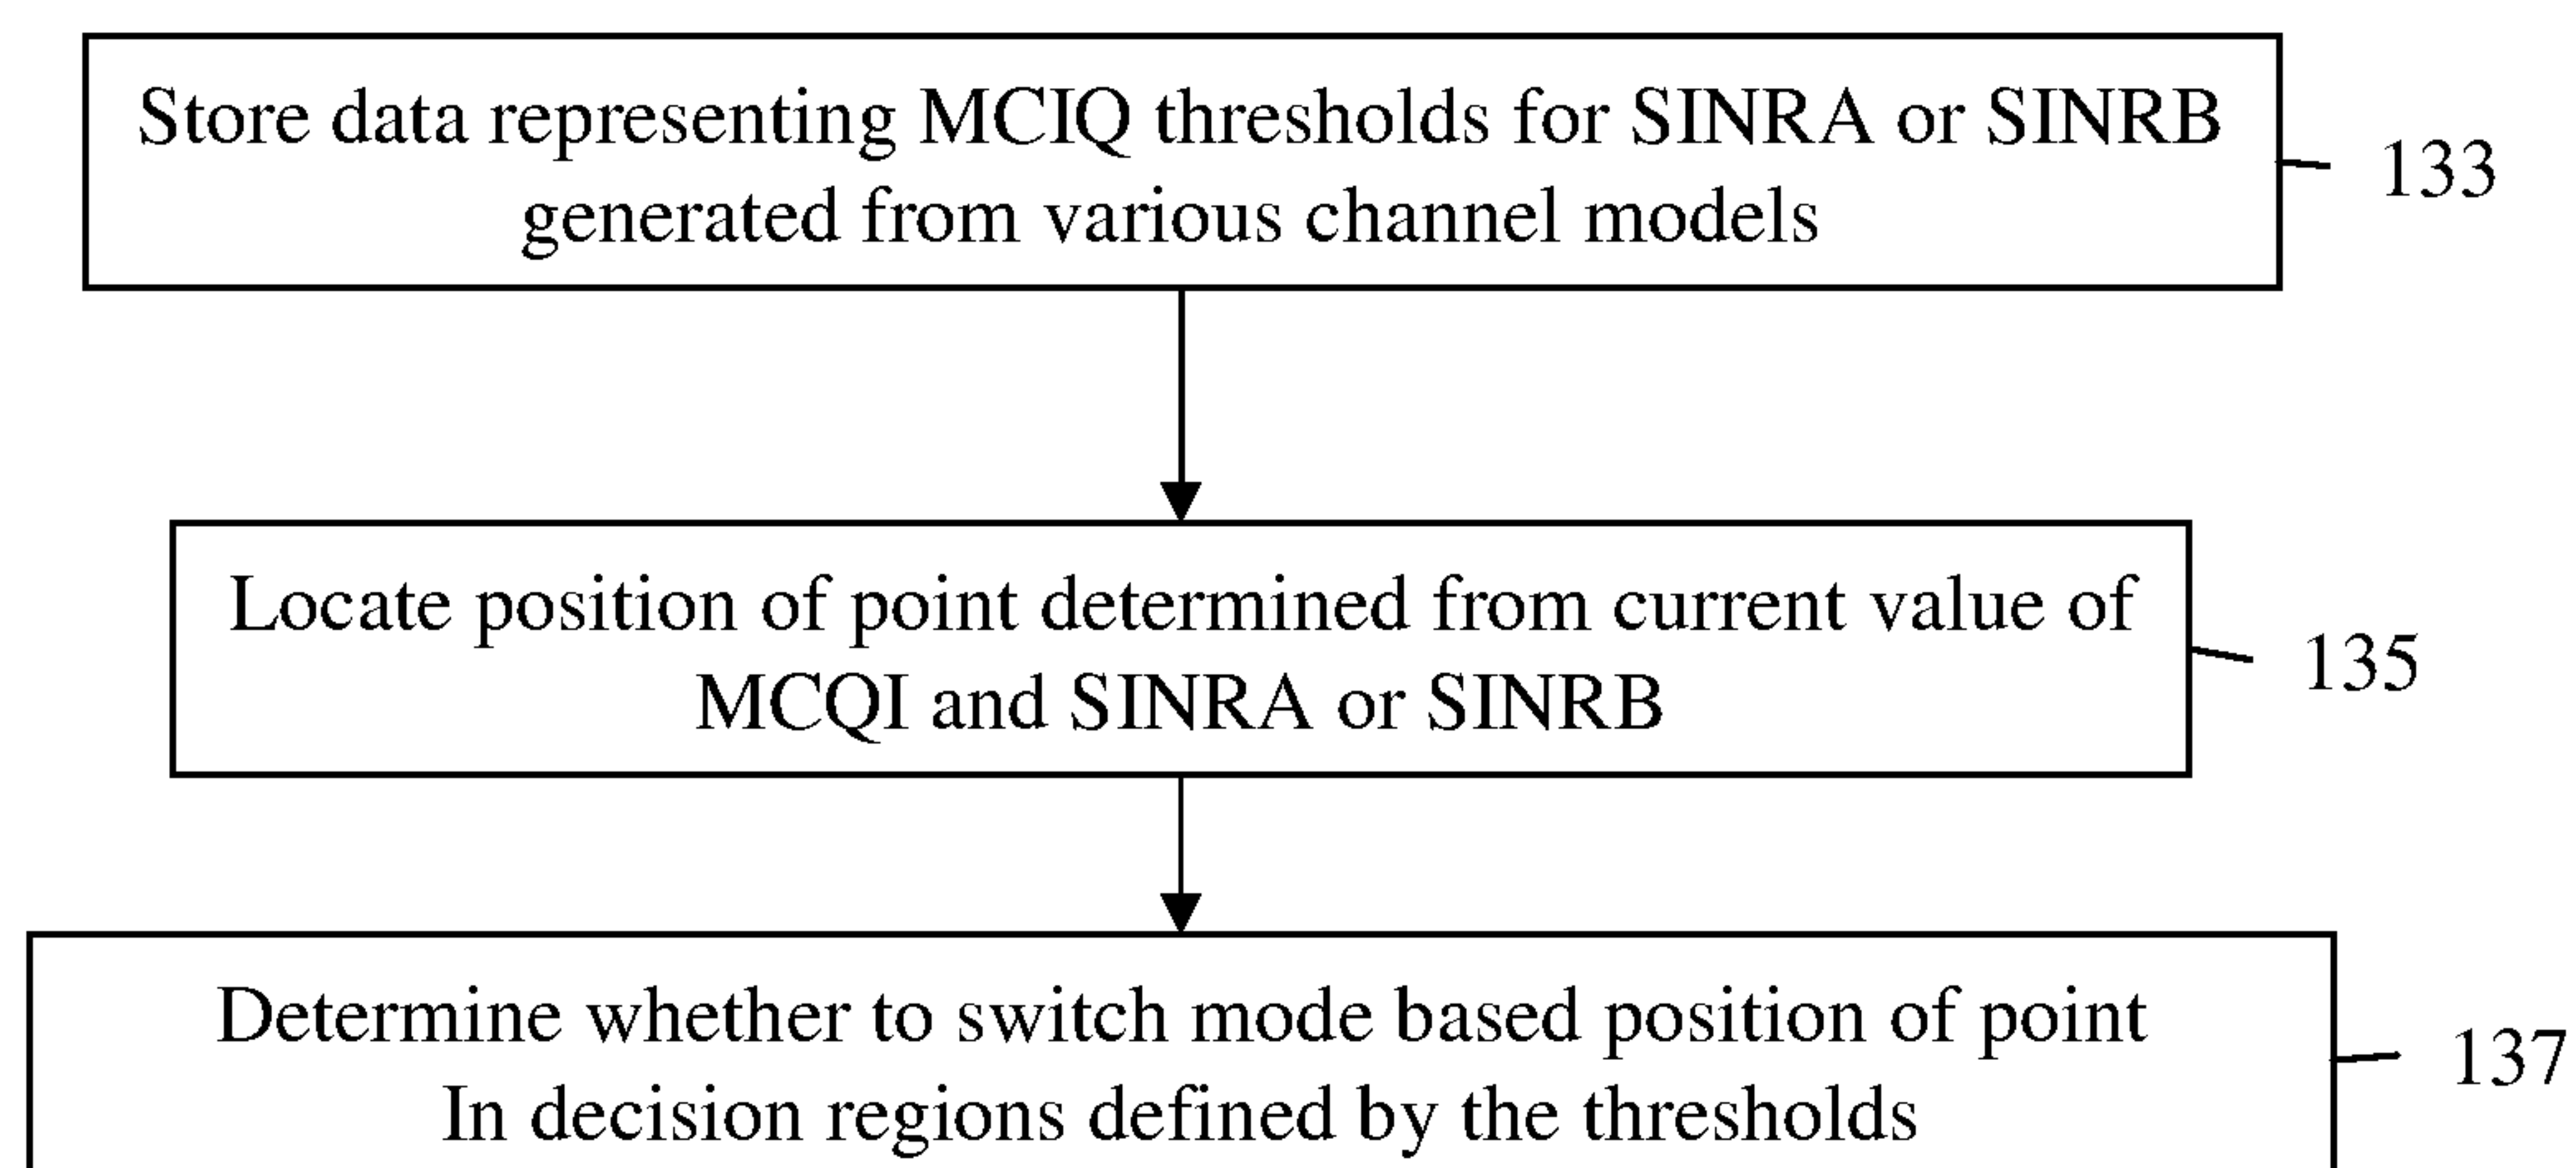 Store data representing MCIQ thresholds for SINRA or SINRB
generated from various channel models
133
Locate position of point determined from current value of
MCQI and SINRA or SINRB
135
Determine whether to switch mode based position of point
In decision regions defined by the thresholds
137